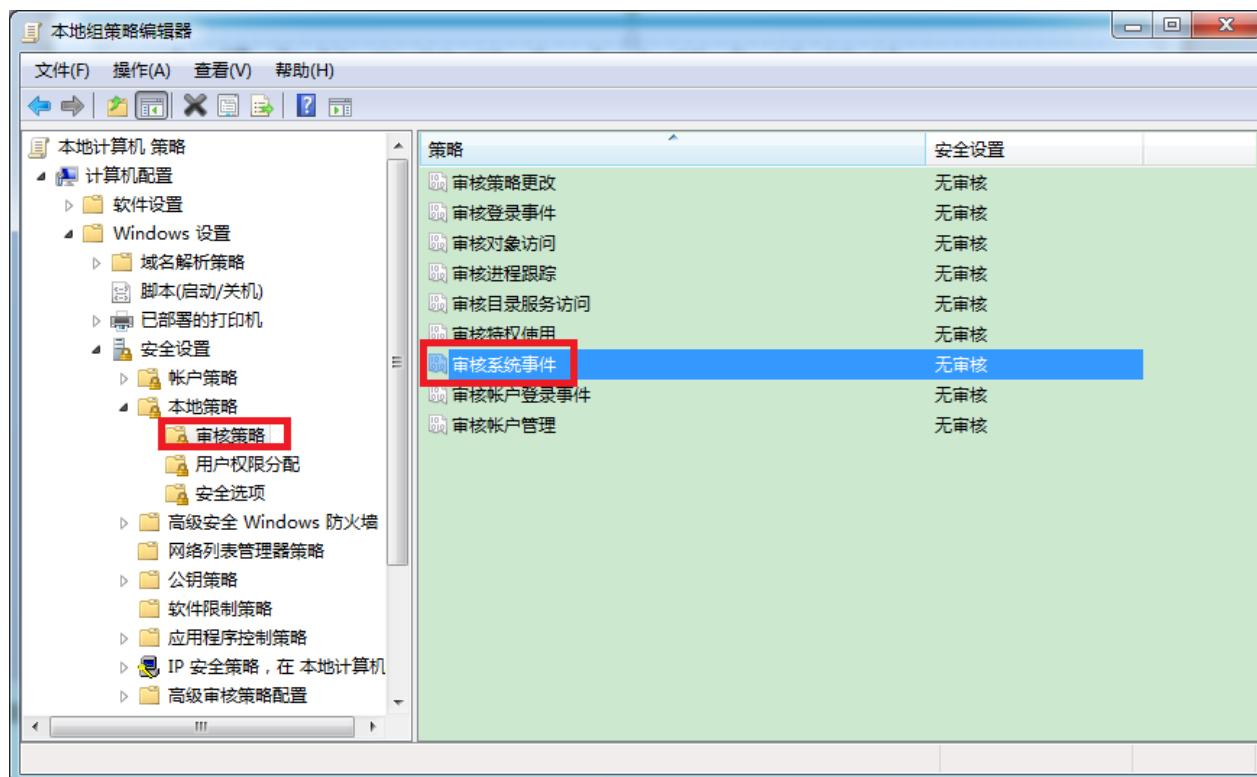 本地组策略编辑器
文件(F) 操作(A) 查看(V) 帮助(H)
本地计算机 策略
计算机配置
软件设置
Windows 设置
域名解析策略
脚本(启动/关机)
已部署的打印机
安全设置
帐户策略
本地策略
审核策略
用户权限分配
安全选项
高级安全 Windows 防火墙
网络列表管理器策略
公钥策略
软件限制策略
应用程序控制策略
IP 安全策略，在 本地计算机
高级审核策略配置
策略 安全设置
审核策略更改 无审核
审核登录事件 无审核
审核对象访问 无审核
审核进程跟踪 无审核
审核目录服务访问 无审核
审核特权使用 无审核
审核系统事件 无审核
审核帐户登录事件 无审核
审核帐户管理 无审核